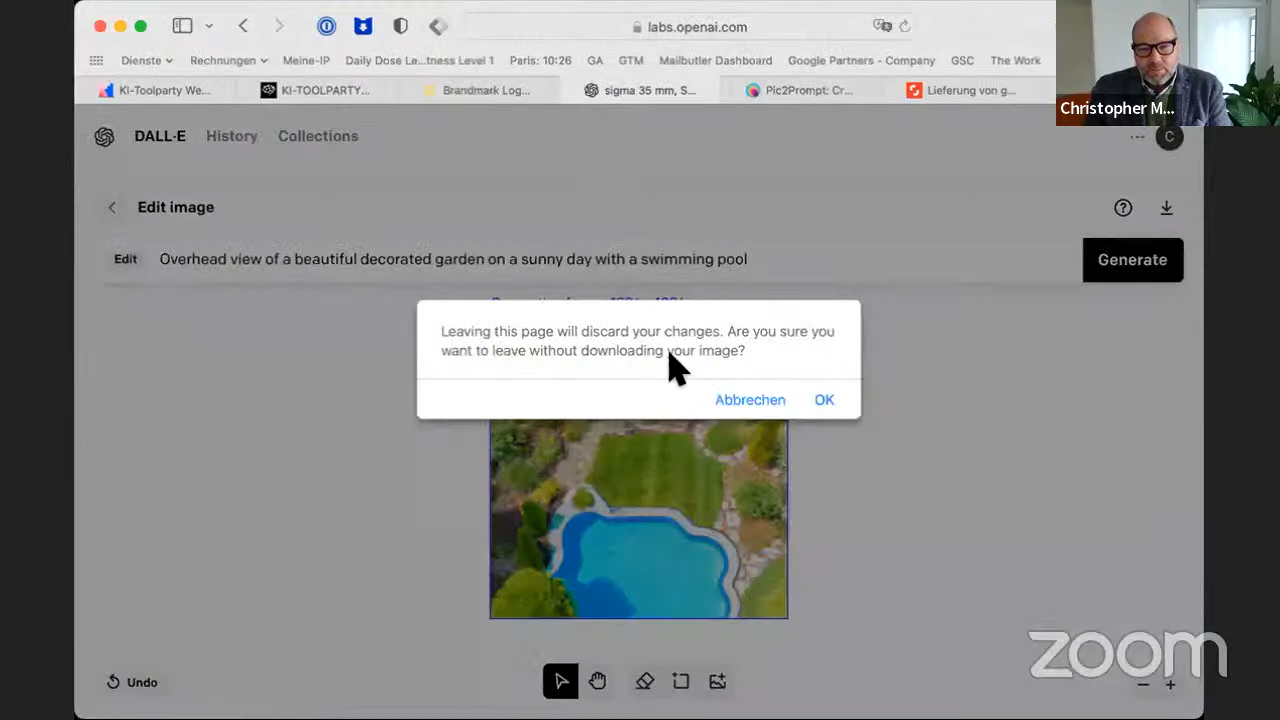 labs.openai.com
Dienste
Rechnungen
Meine-IP
Daily Dose Le...tness Level 1
Paris: 10:26
GA
GTM
Mailbutler Dashboard
Google Partners - Company
GSC
The Work
KI-Toolparty We...
KI-TOOLPARTY...
Brandmark Log...
sigma 35 mm, S...
Pic2Prompt: Cr...
Lieferung von g...
Christopher M...
DALL·E
History
Collections
C
Edit image
Edit
Overhead view of a beautiful decorated garden on a sunny day with a swimming pool
Generate
Leaving this page will discard your changes. Are you sure you
want to leave without downloading your image?
Abbrechen
OK
Undo
zoom